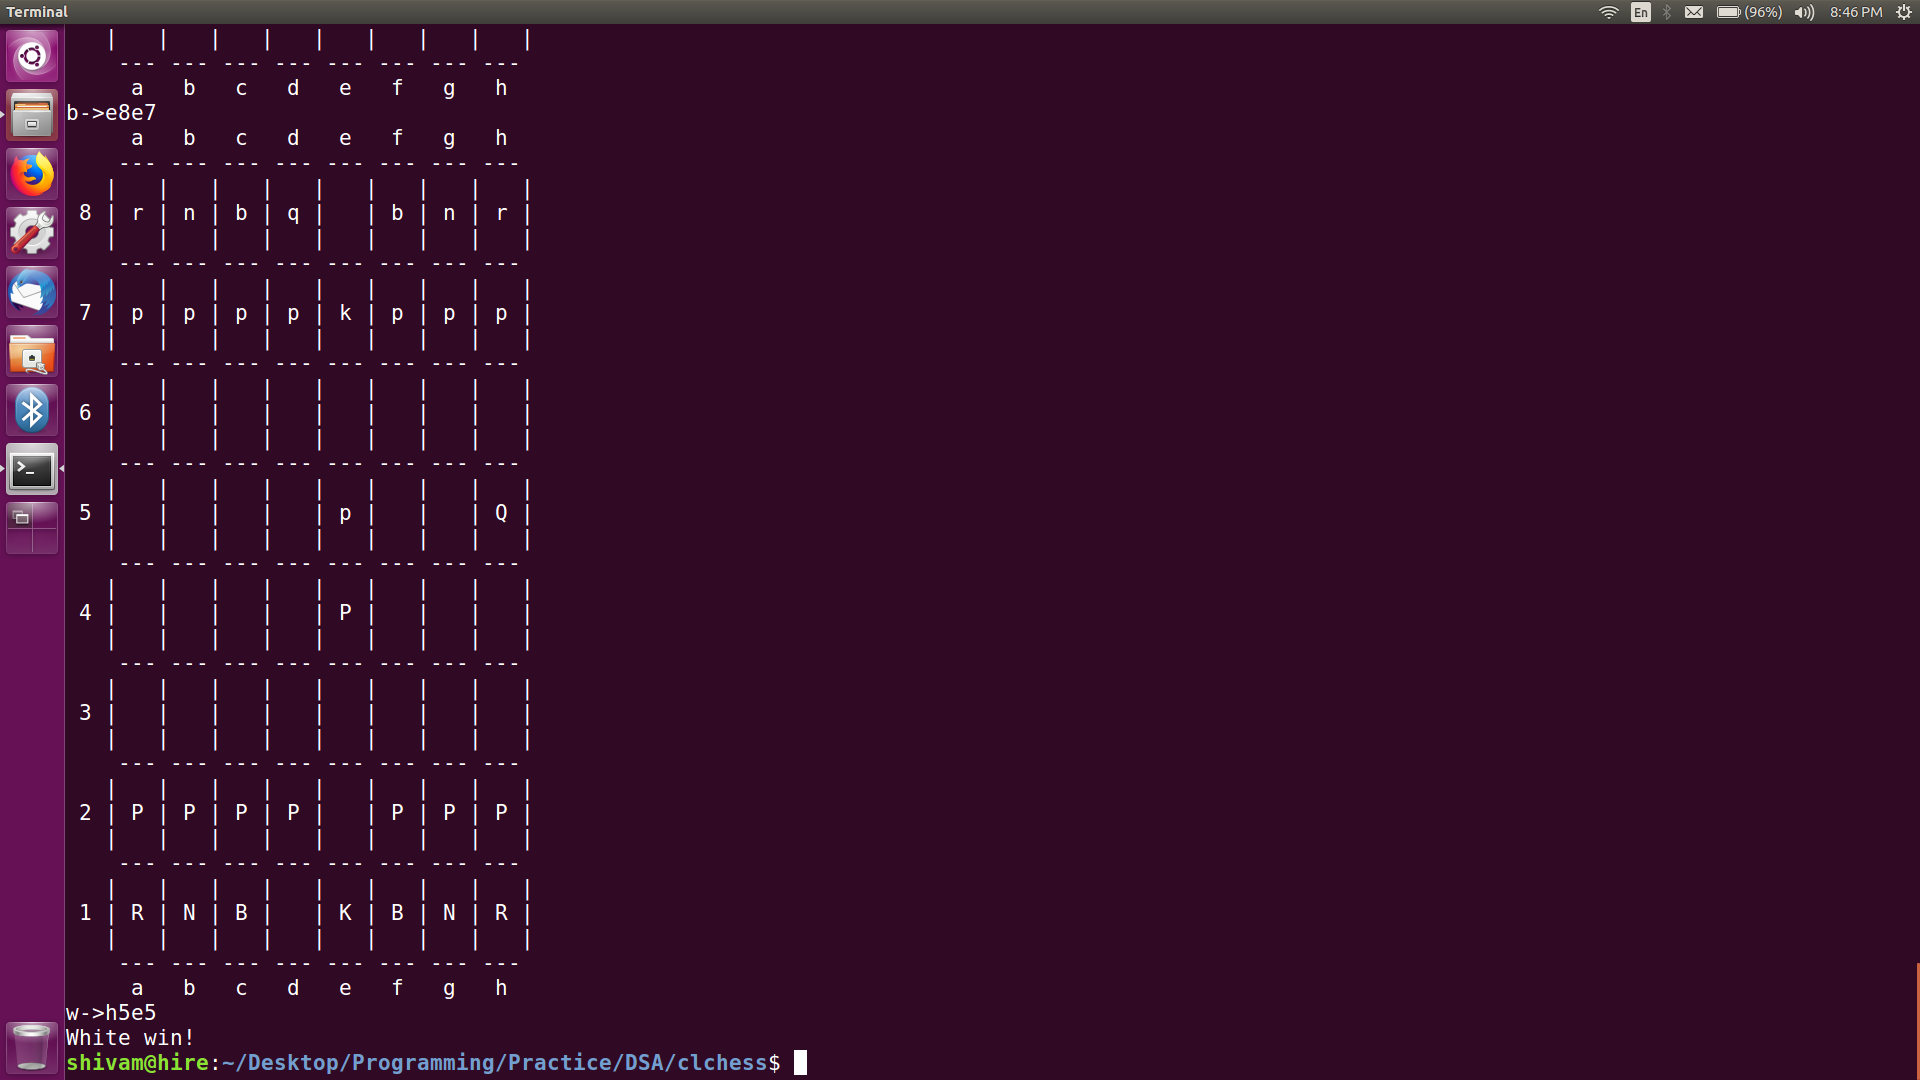 Terminal
En
(96%)
8:46 PM
|   |   |   |   |   |   |   |   |
 --- --- --- --- --- --- --- ---
  a   b   c   d   e   f   g   h
b->e8e7
  a   b   c   d   e   f   g   h
 --- --- --- --- --- --- --- ---
|   |   |   |   |   |   |   |   |
8 | r | n | b | q |   | b | n | r |
|   |   |   |   |   |   |   |   |
 --- --- --- --- --- --- --- ---
|   |   |   |   |   |   |   |   |
7 | p | p | p | p | k | p | p | p |
|   |   |   |   |   |   |   |   |
 --- --- --- --- --- --- --- ---
|   |   |   |   |   |   |   |   |
6 |   |   |   |   |   |   |   |   |
|   |   |   |   |   |   |   |   |
 --- --- --- --- --- --- --- ---
|   |   |   |   |   |   |   |   |
5 |   |   |   |   | p |   |   | Q |
|   |   |   |   |   |   |   |   |
 --- --- --- --- --- --- --- ---
|   |   |   |   |   |   |   |   |
4 |   |   |   |   | P |   |   |   |
|   |   |   |   |   |   |   |   |
 --- --- --- --- --- --- --- ---
|   |   |   |   |   |   |   |   |
3 |   |   |   |   |   |   |   |   |
|   |   |   |   |   |   |   |   |
 --- --- --- --- --- --- --- ---
|   |   |   |   |   |   |   |   |
2 | P | P | P | P |   | P | P | P |
|   |   |   |   |   |   |   |   |
 --- --- --- --- --- --- --- ---
|   |   |   |   |   |   |   |   |
1 | R | N | B |   | K | B | N | R |
|   |   |   |   |   |   |   |   |
 --- --- --- --- --- --- --- ---
  a   b   c   d   e   f   g   h
w->h5e5
White win!
shivam@hire:~/Desktop/Programming/Practice/DSA/clchess$